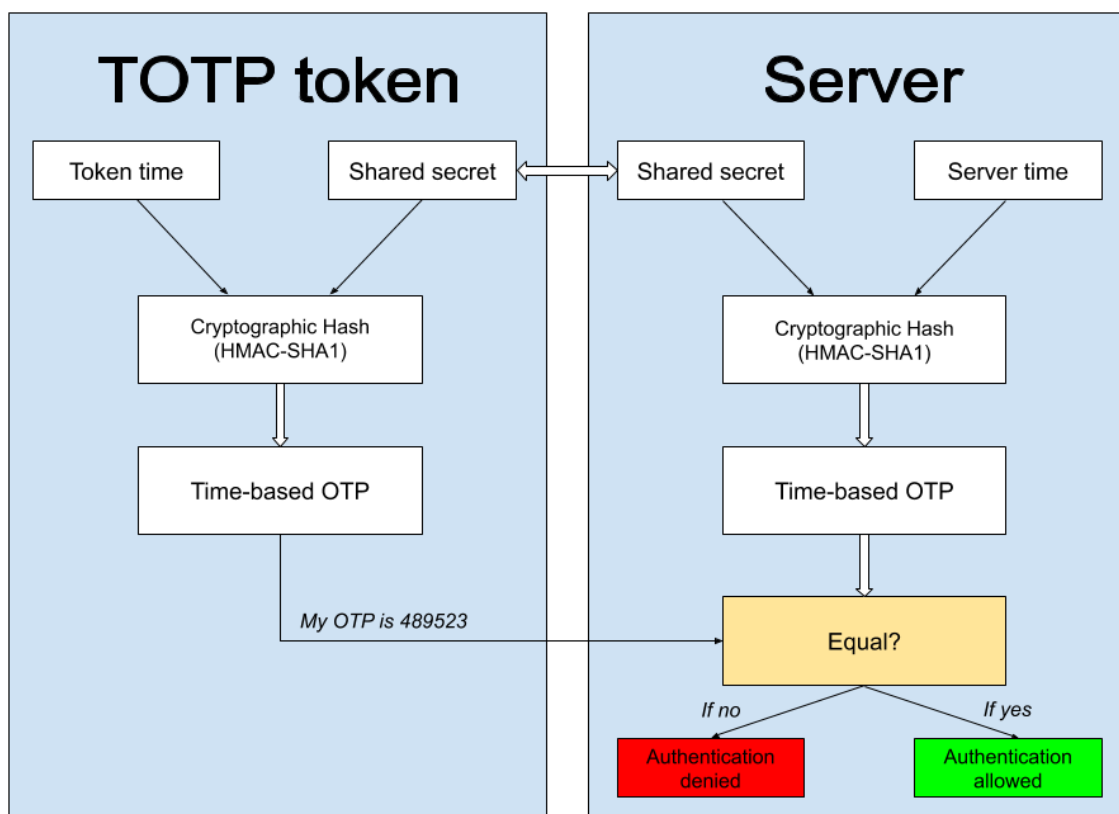 TOTP token
Server
Token time
Shared secret
Shared secret
Server time
Cryptographic Hash
(HMAC-SHA1)
Cryptographic Hash
(HMAC-SHA1)
Time-based OTP
Time-based OTP
My OTP is 489523
Equal?
If no
If yes
Authentication
denied
Authentication
allowed